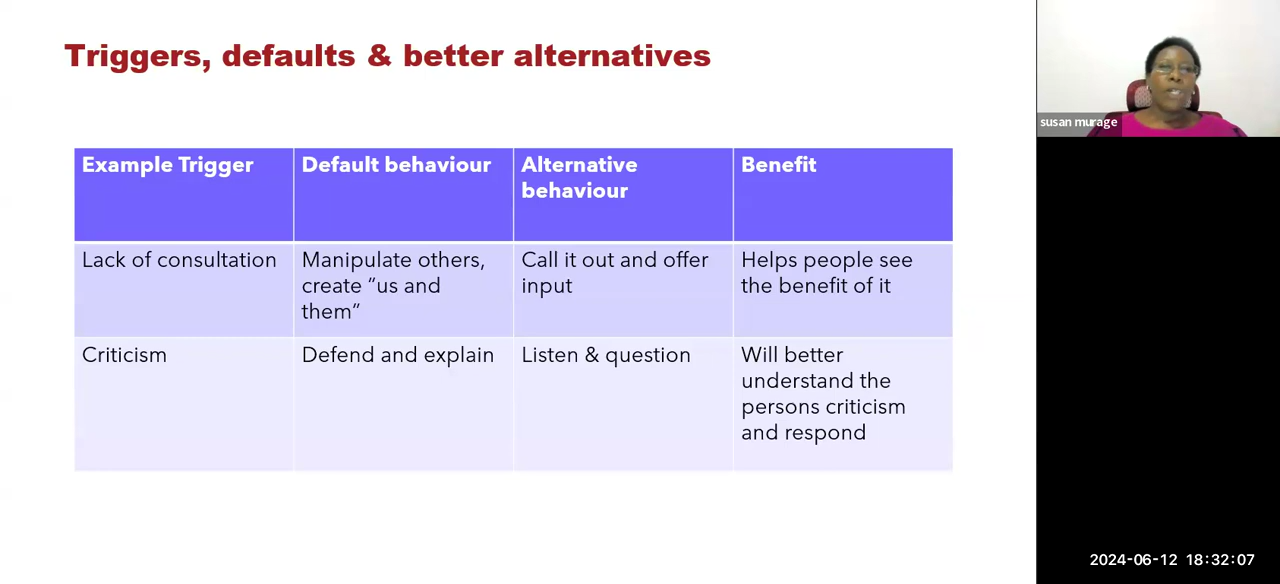 Triggers, defaults & better alternatives
susan murage
Example Trigger
Default behaviour
Alternative
behaviour
Benefit
Lack of consultation
Manipulate others,
create “us and
them”
Call it out and offer
input
Helps people see
the benefit of it
Criticism
Defend and explain
Listen & question
Will better
understand the
persons criticism
and respond
2024-06-12 18:32:07